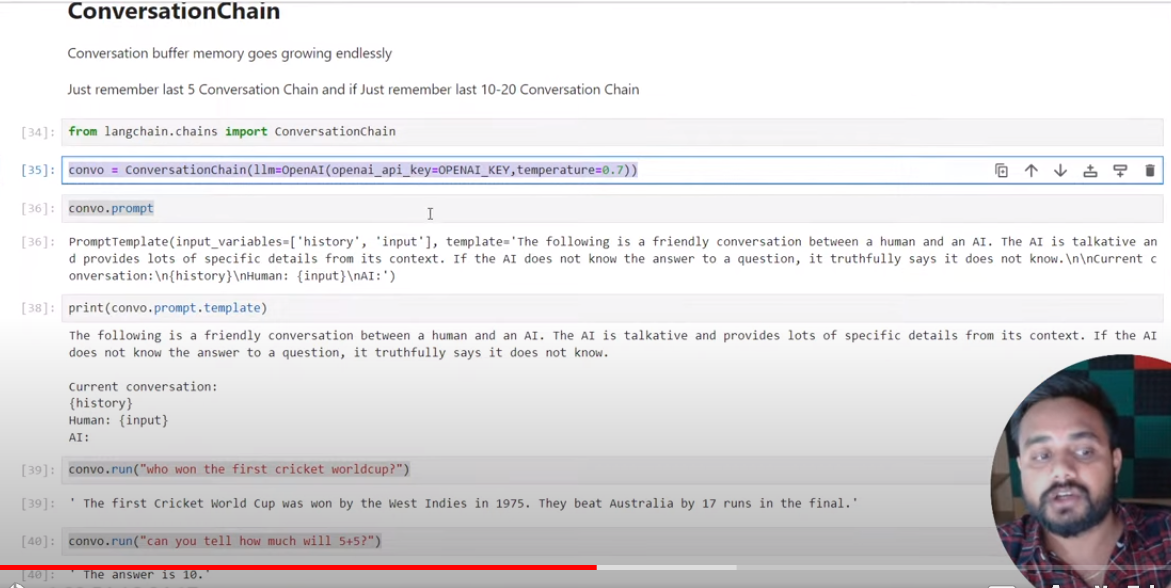 ConversationChain
Conversation buffer memory goes growing endlessly
Just remember last 5 Conversation Chain and if Just remember last 10-20 Conversation Chain
[34]: from langchain.chains import ConversationChain
[35]: convo = ConversationChain(llm=OpenAI(openai_api_key=OPENAI_KEY,temperature=0.7))
[36]: convo.prompt
[36]: PromptTemplate(input_variables=['history', 'input'], template='The following is a friendly conversation between a human and an AI. The AI is talkative an
d provides lots of specific details from its context. If the AI does not know the answer to a question, it truthfully says it does not know.\n\nCurrent c
onversation:\n{history}\nHuman: {input}\nAI:')
[38]: print(convo.prompt.template)
The following is a friendly conversation between a human and an AI. The AI is talkative and provides lots of specific details from its context. If the AI
does not know the answer to a question, it truthfully says it does not know.
Current conversation:
{history}
Human: {input}
AI:
[39]: convo.run("who won the first cricket worldcup?")
[39]: ' The first Cricket World Cup was won by the West Indies in 1975. They beat Australia by 17 runs in the final.'
[40]: convo.run("can you tell how much will 5+5?")
[40]: ' The answer is 10.'